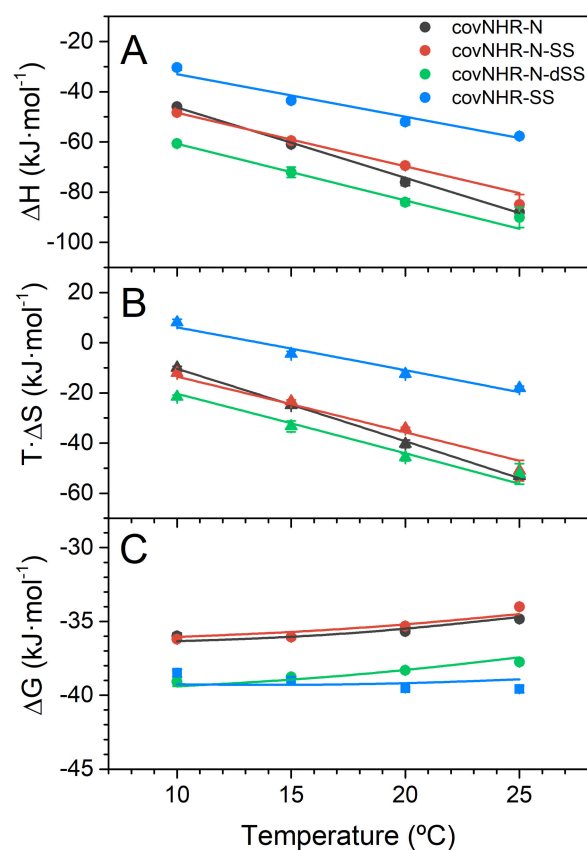 A
covNHR-N
covNHR-N-SS
covNHR-N-dSS
covNHR-SS
-20
-40
-60
-80
-100
ΔH (kJ·mol⁻¹)
B
20
0
-20
-40
-60
T·ΔS (kJ·mol⁻¹)
C
-30
-35
-40
-45
ΔG (kJ·mol⁻¹)
10 15 20 25
Temperature (ºC)